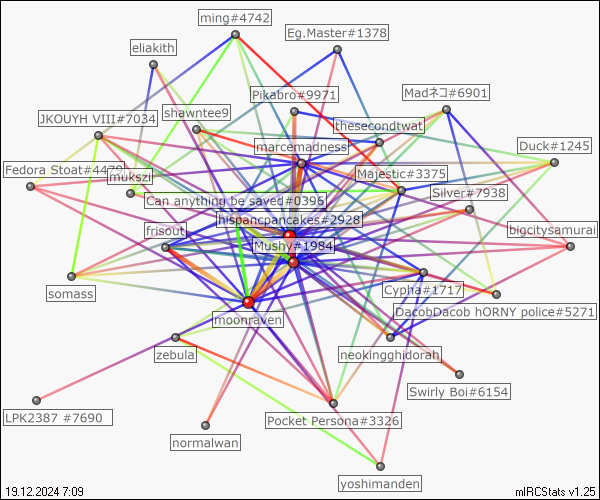 ming#4742
Eg.Master#1378
eliakith
Pikabro#9971
Madネコ#6901
shawntee9
JKOUYH VIII#7034
thesecondtwat
marcemadness
Duck#1245
Fedora Stoat#4479
mukszi
Majestic#3375
Silver#7938
Can anything be saved#0396
hispancpancakes#2928
frisout
Mushy#1984
bigcitysamurai
somass
Cypha#1717
DacobDacob hORNY police#5271
moonraven
zebula
neokingghidorah
Swirly Boi#6154
LPK2387 #7690
Pocket Persona#3326
normalwan
yoshimanden
19.12.2024 7:09
mIRCStats v1.25